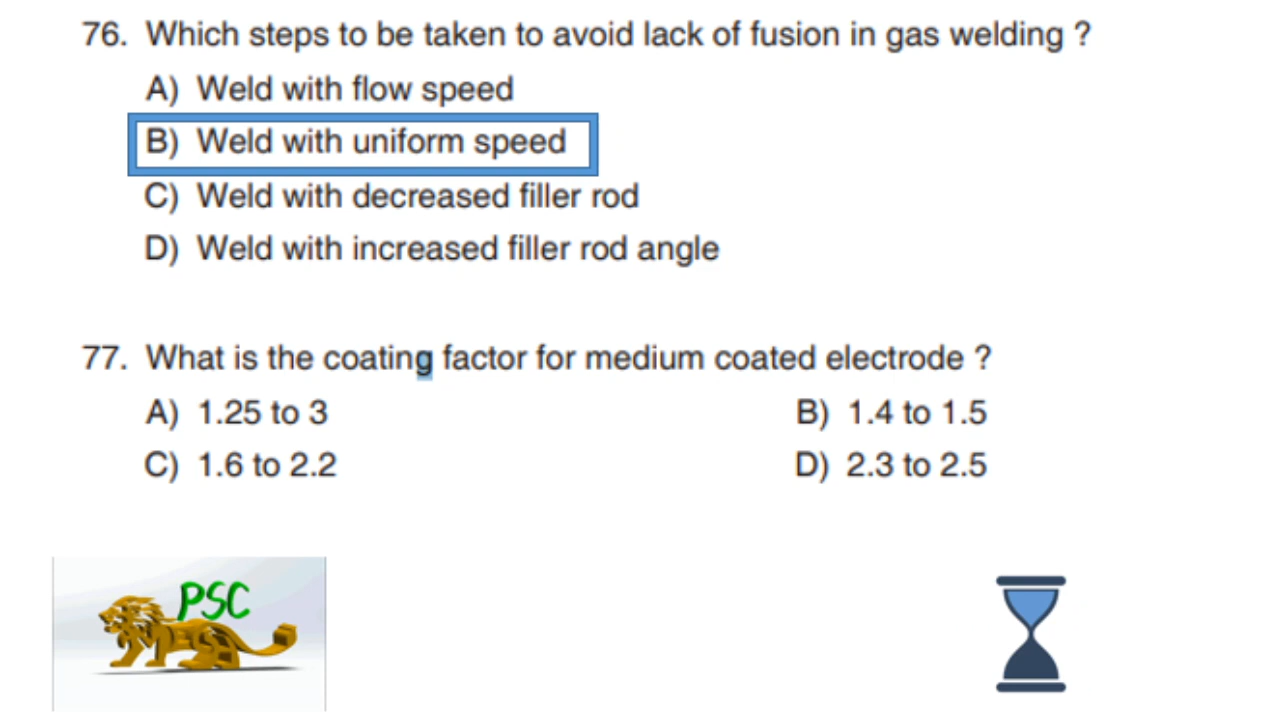 76. Which steps to be taken to avoid lack of fusion in gas welding ?
A) Weld with flow speed
B) Weld with uniform speed
C) Weld with decreased filler rod
D) Weld with increased filler rod angle
77. What is the coating factor for medium coated electrode ?
A) 1.25 to 3 B) 1.4 to 1.5
C) 1.6 to 2.2 D) 2.3 to 2.5
PSC